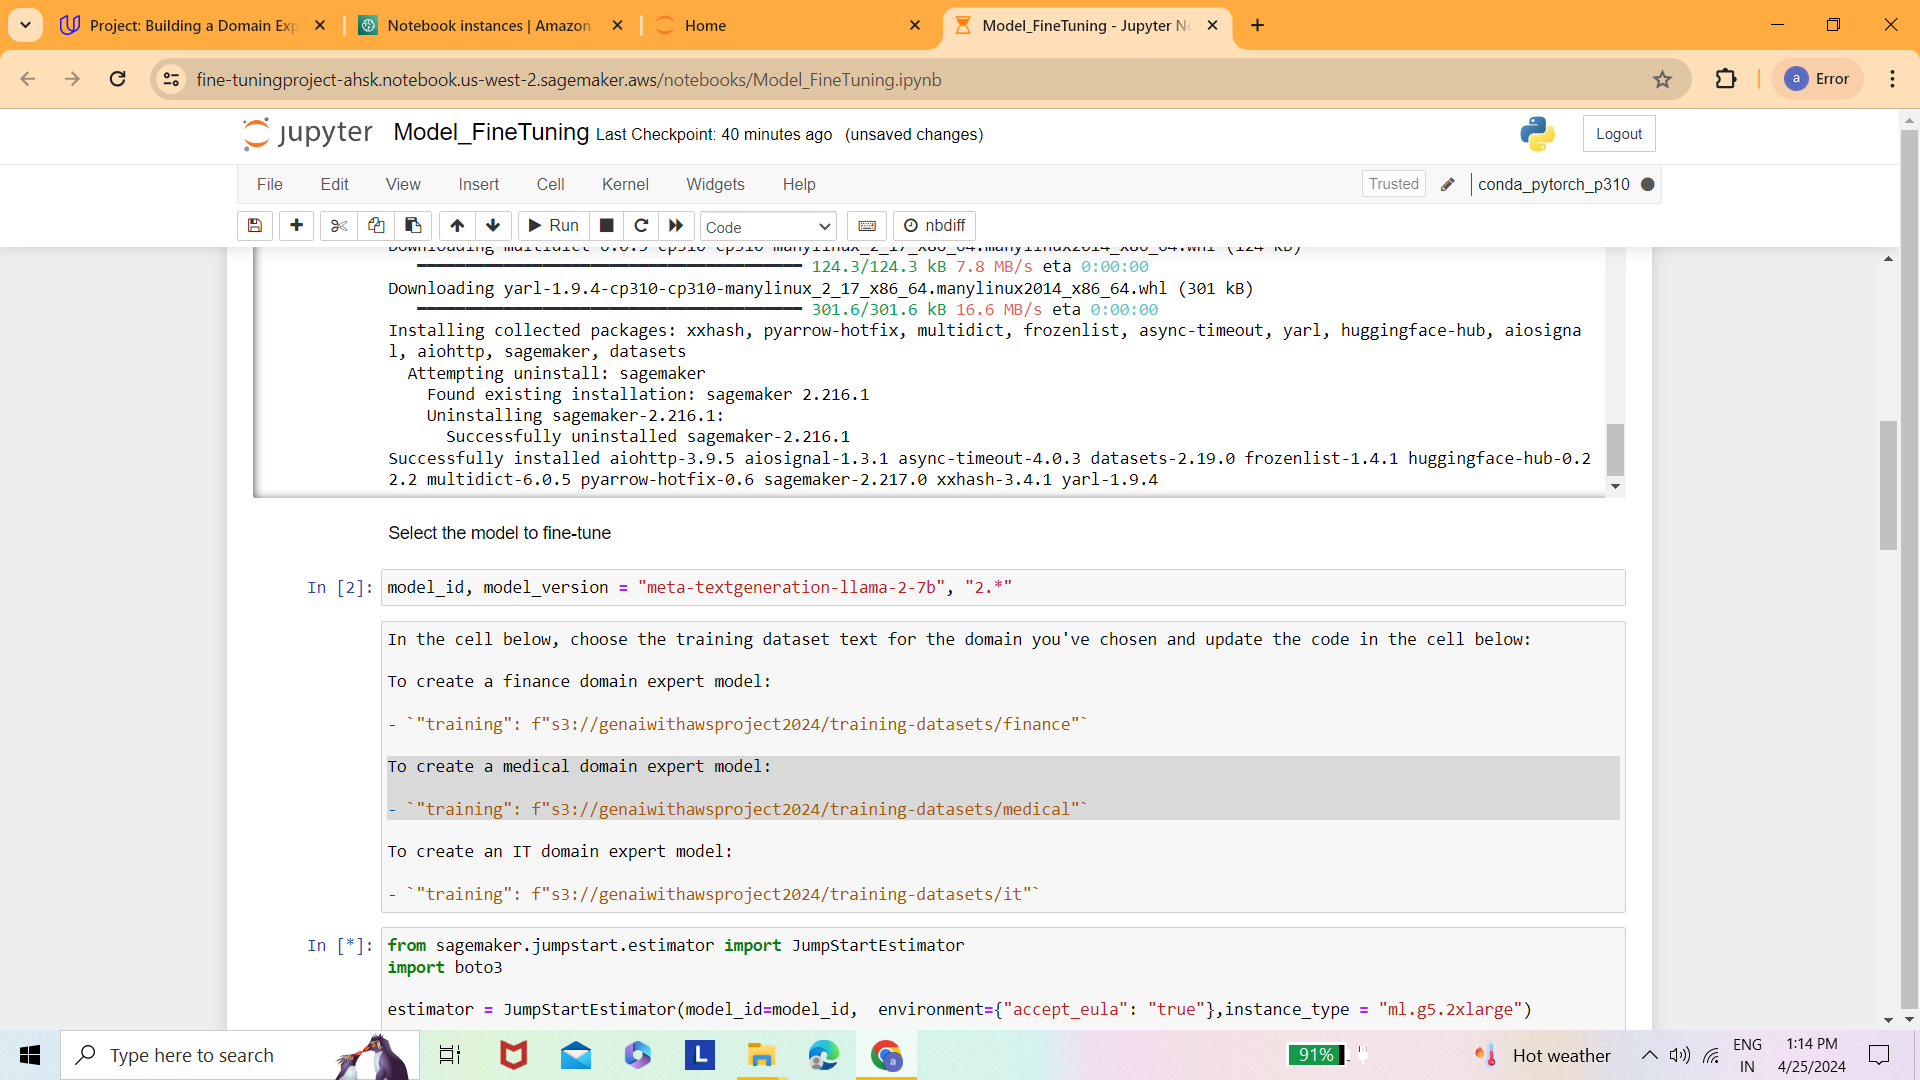 Project: Building a Domain Exp
Notebook instances | Amazon
Home
Model_FineTuning - Jupyter No
fine-tuningproject-ahsk.notebook.us-west-2.sagemaker.aws/notebooks/Model_FineTuning.ipynb
a Error
jupyter Model_FineTuning Last Checkpoint: 40 minutes ago (unsaved changes)
Logout
File Edit View Insert Cell Kernel Widgets Help
Trusted conda_pytorch_p310
Run Code nbdiff
Downloading multidict-6.0.5-cp310-cp310-manylinux_2_17_x86_64.manylinux2014_x86_64.whl (124 kB)
124.3/124.3 kB 7.8 MB/s eta 0:00:00
Downloading yarl-1.9.4-cp310-cp310-manylinux_2_17_x86_64.manylinux2014_x86_64.whl (301 kB)
301.6/301.6 kB 16.6 MB/s eta 0:00:00
Installing collected packages: xxhash, pyarrow-hotfix, multidict, frozenlist, async-timeout, yarl, huggingface-hub, aiosigna
l, aiohttp, sagemaker, datasets
Attempting uninstall: sagemaker
Found existing installation: sagemaker 2.216.1
Uninstalling sagemaker-2.216.1:
Successfully uninstalled sagemaker-2.216.1
Successfully installed aiohttp-3.9.5 aiosignal-1.3.1 async-timeout-4.0.3 datasets-2.19.0 frozenlist-1.4.1 huggingface-hub-0.2
2.2 multidict-6.0.5 pyarrow-hotfix-0.6 sagemaker-2.217.0 xxhash-3.4.1 yarl-1.9.4
Select the model to fine-tune
In [2]: model_id, model_version = "meta-textgeneration-llama-2-7b", "2.*"
In the cell below, choose the training dataset text for the domain you've chosen and update the code in the cell below:
To create a finance domain expert model:
- `"training": f"s3://genaiwithawsproject2024/training-datasets/finance"`
To create a medical domain expert model:
- `"training": f"s3://genaiwithawsproject2024/training-datasets/medical"`
To create an IT domain expert model:
- `"training": f"s3://genaiwithawsproject2024/training-datasets/it"`
In [*]: from sagemaker.jumpstart.estimator import JumpStartEstimator
import boto3
estimator = JumpStartEstimator(model_id=model_id,  environment={"accept_eula": "true"},instance_type = "ml.g5.2xlarge")
Type here to search
L
91%
Hot weather
ENG
IN
1:14 PM
4/25/2024